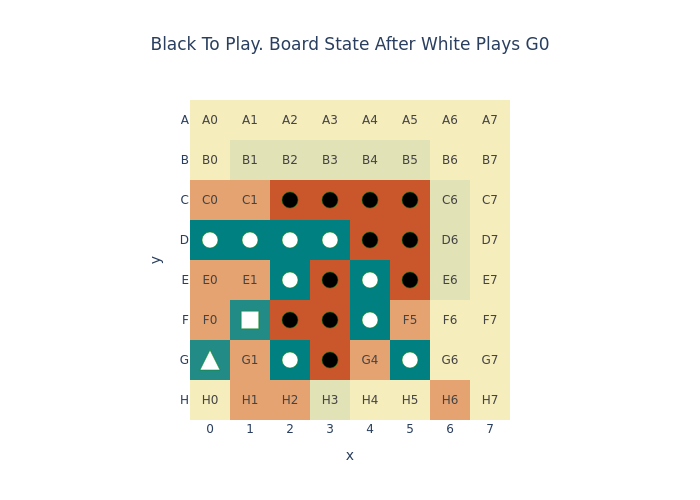 Black To Play. Board State After White Plays G0
A A0 A1 A2 A3 A4 A5 A6 A7
B B0 B1 B2 B3 B4 B5 B6 B7
C C0 C1 C6 C7
D D6 D7
y
E E0 E1 E6 E7
F F0 F5 F6 F7
G G1 G4 G6 G7
H H0 H1 H2 H3 H4 H5 H6 H7
0 1 2 3 4 5 6 7
x